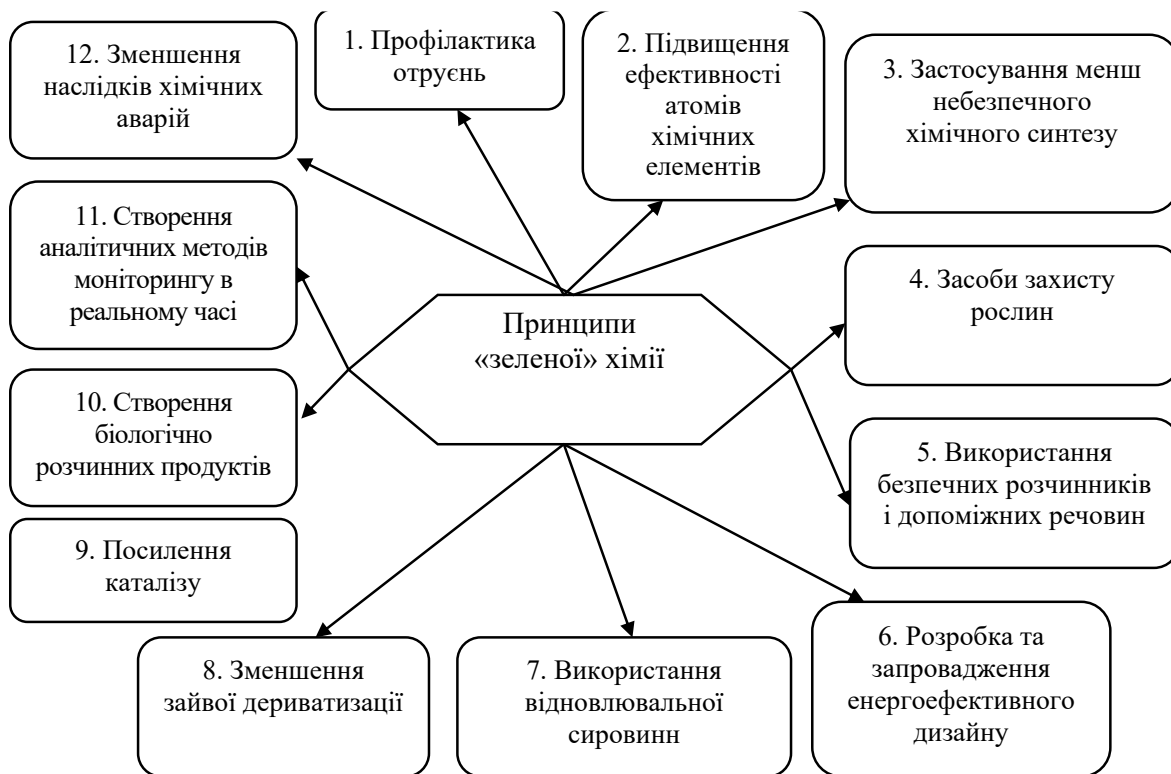 12. Зменшення
наслідків хімічних
аварій
1. Профілактика
отруєнь
2. Підвищення
ефективності
атомів
хімічних
елементів
3. Застосування менш
небезпечного
хімічного синтезу
11. Створення
аналітичних методів
моніторингу в
реальному часі
Принципи
«зеленої» хімії
4. Засоби захисту
рослин
10. Створення
біологічно
розчинних продуктів
5. Використання
безпечних розчинників
і допоміжних речовин
9. Посилення
каталізу
8. Зменшення
зайвої дериватизації
7. Використання
відновлювальної
сировинн
6. Розробка та
запровадження
енергоефективного
дизайну